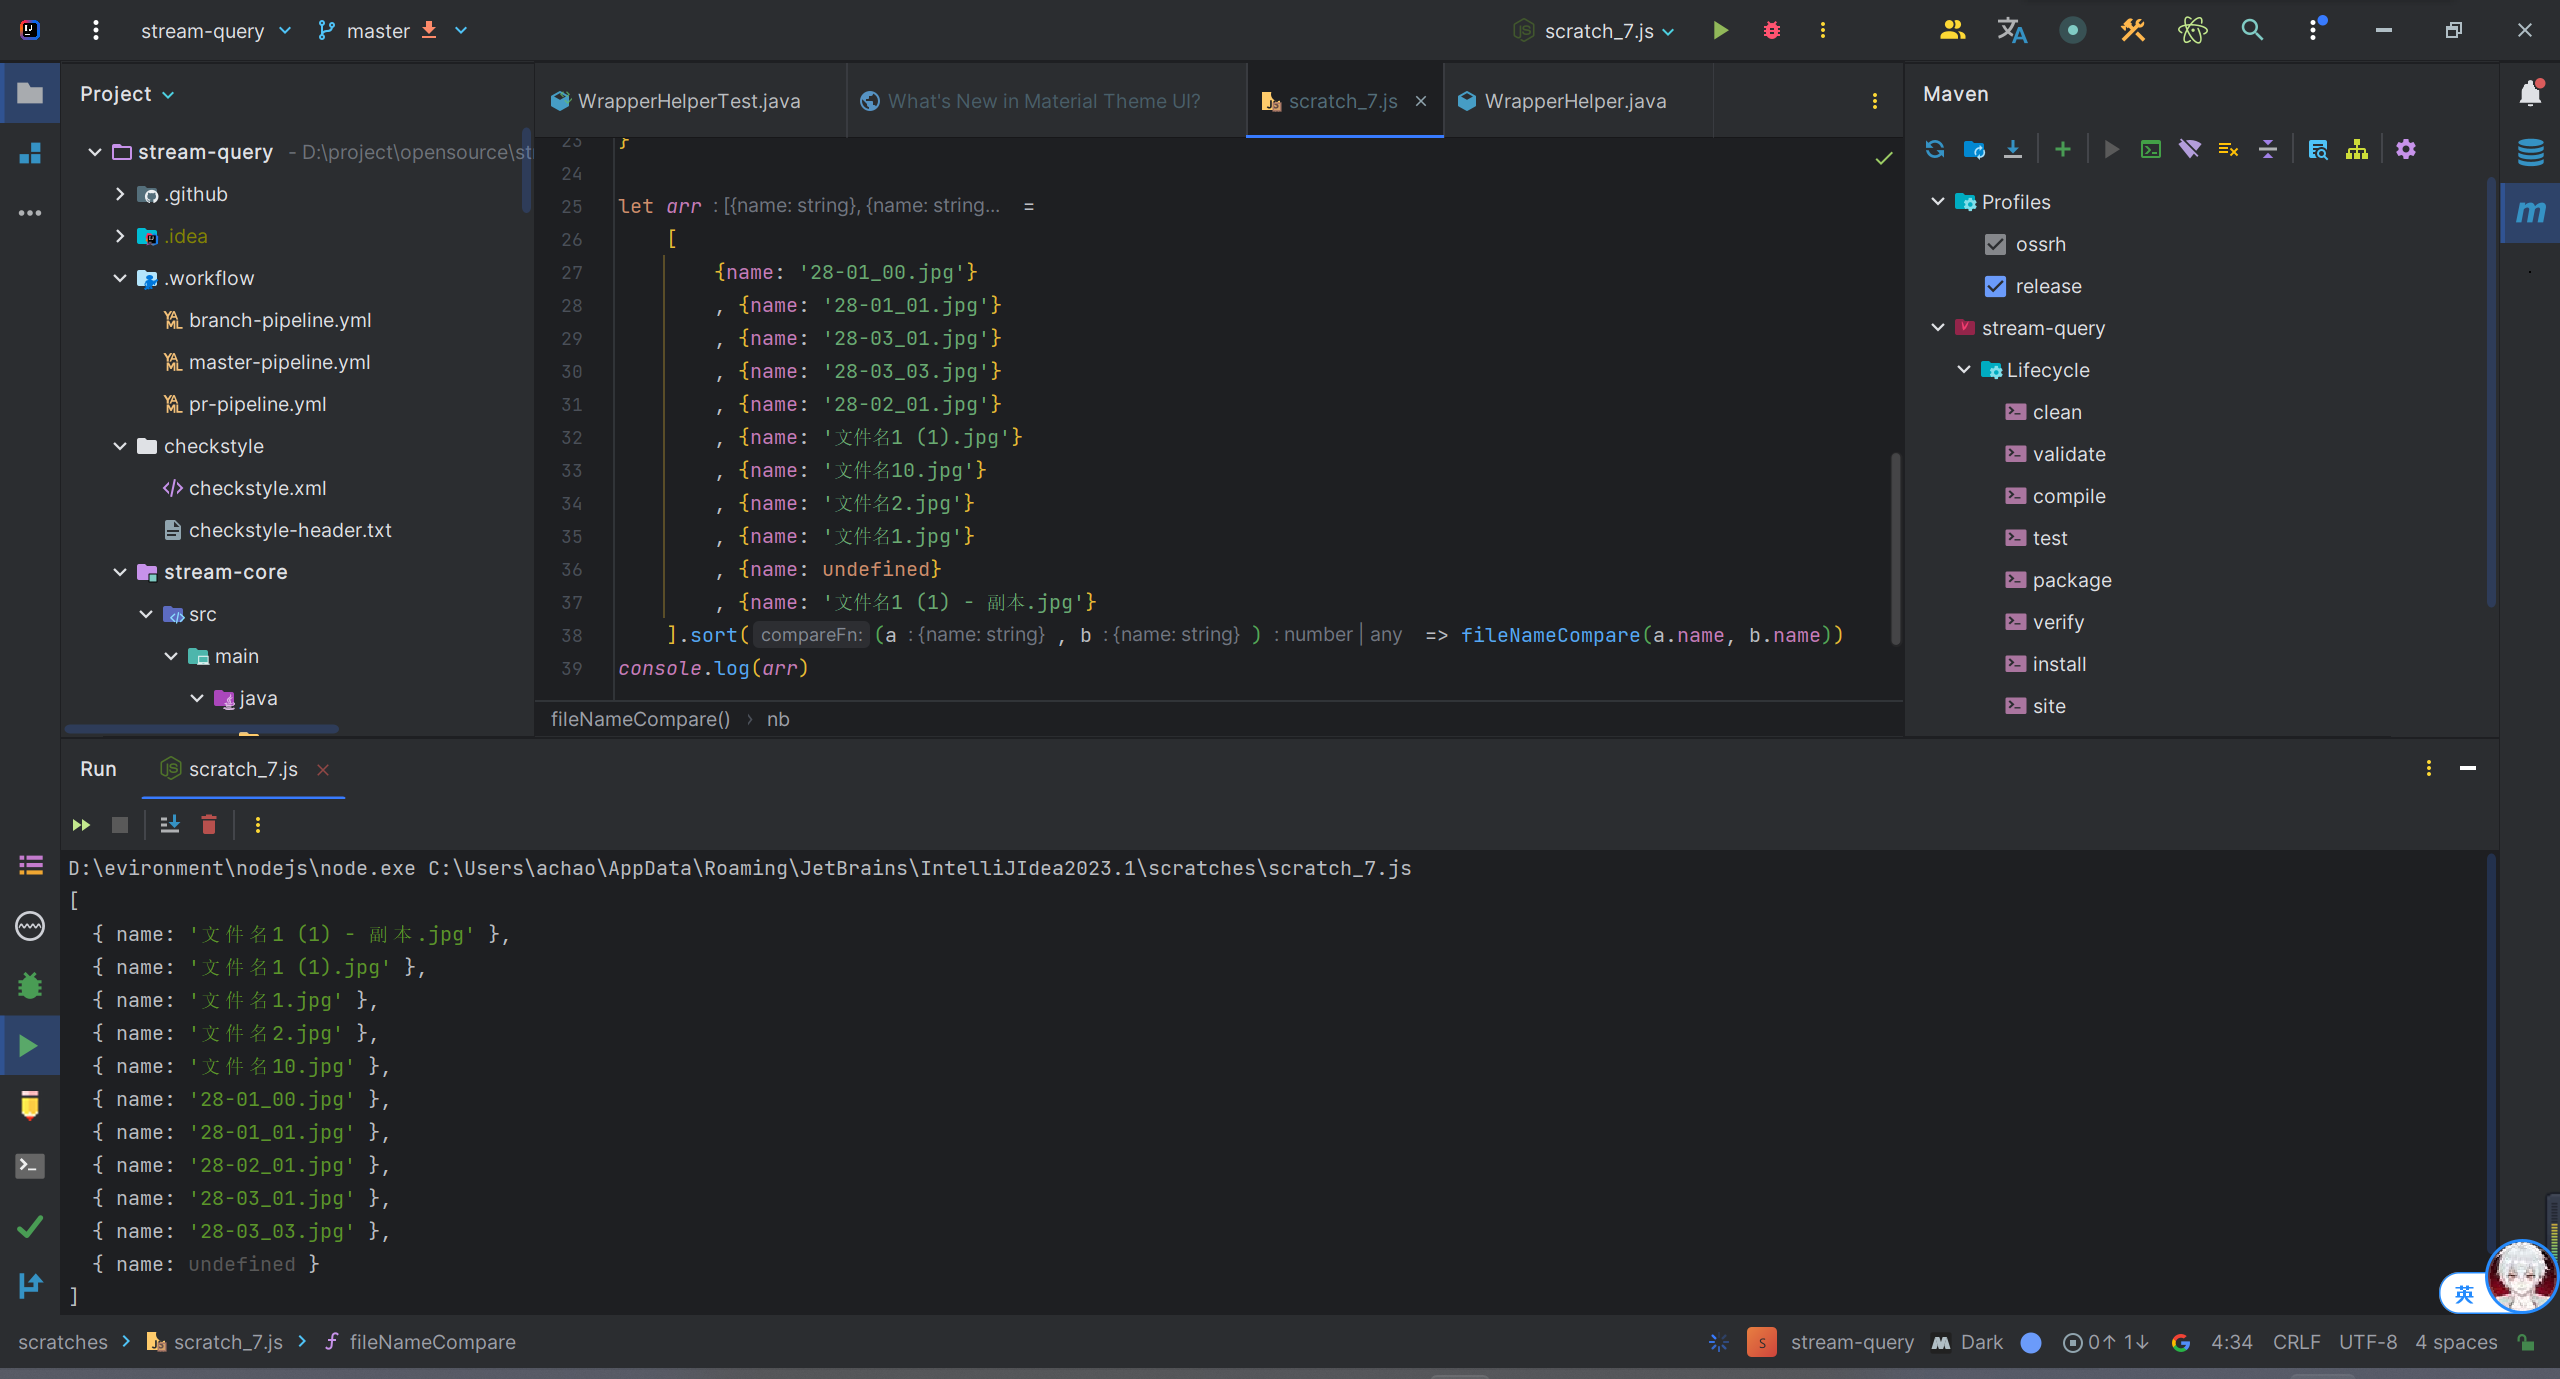 stream-query
master
scratch_7.js
Project
stream-query - D:\project\opensource\st
.github
.idea
.workflow
branch-pipeline.yml
master-pipeline.yml
pr-pipeline.yml
checkstyle
checkstyle.xml
checkstyle-header.txt
stream-core
src
main
java
WrapperHelperTest.java
What's New in Material Theme UI?
scratch_7.js
WrapperHelper.java
23 }
24
25 let arr : [{name: string}, {name: string... =
26 [
27 {name: '28-01_00.jpg'}
28 , {name: '28-01_01.jpg'}
29 , {name: '28-03_01.jpg'}
30 , {name: '28-03_03.jpg'}
31 , {name: '28-02_01.jpg'}
32 , {name: '文件名1 (1).jpg'}
33 , {name: '文件名10.jpg'}
34 , {name: '文件名2.jpg'}
35 , {name: '文件名1.jpg'}
36 , {name: undefined}
37 , {name: '文件名1 (1) - 副本.jpg'}
38 ].sort( compareFn: (a : {name: string} , b : {name: string} ) : number | any => fileNameCompare(a.name, b.name))
39 console.log(arr)
fileNameCompare() › nb
Maven
Profiles
ossrh
release
stream-query
Lifecycle
clean
validate
compile
test
package
verify
install
site
Run
scratch_7.js
D:\evironment\nodejs\node.exe C:\Users\achao\AppData\Roaming\JetBrains\IntelliJIdea2023.1\scratches\scratch_7.js
[
{ name: '文件名1 (1) - 副本.jpg' },
{ name: '文件名1 (1).jpg' },
{ name: '文件名1.jpg' },
{ name: '文件名2.jpg' },
{ name: '文件名10.jpg' },
{ name: '28-01_00.jpg' },
{ name: '28-01_01.jpg' },
{ name: '28-02_01.jpg' },
{ name: '28-03_01.jpg' },
{ name: '28-03_03.jpg' },
{ name: undefined }
]
英
scratches › scratch_7.js › fileNameCompare
S stream-query Dark 0↑ 1↓ 4:34 CRLF UTF-8 4 spaces